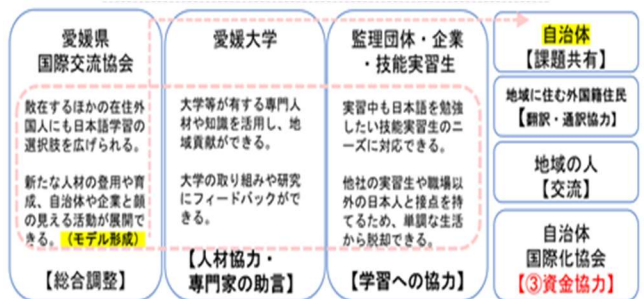 愛媛県
国際交流協会
散在するほかの在住外
国人にも日本語学習の
選択肢を広げられる。
新たな人材の登用や育
成、自治体や企業と顔
の見える活動が展開で
きる。（モデル形成）
【総合調整】
愛媛大学
大学等が有する専門人
材や知識を活用し、地
域貢献ができる。
大学の取り組みや研究
にフィードバックがで
きる。
【人材協力・
専門家の助言】
監理団体・企業
・技能実習生
実習中も日本語を勉強
したい技能実習生のニ
ーズに対応できる。
他社の実習生や職場以
外の日本人と接点を持
てるため、単調な生活
から脱却できる。
【学習への協力】
自治体
【課題共有】
地域に住む外国籍住民
【翻訳・通訳協力】
地域の人
【交流】
自治体
国際化協会
【③資金協力】